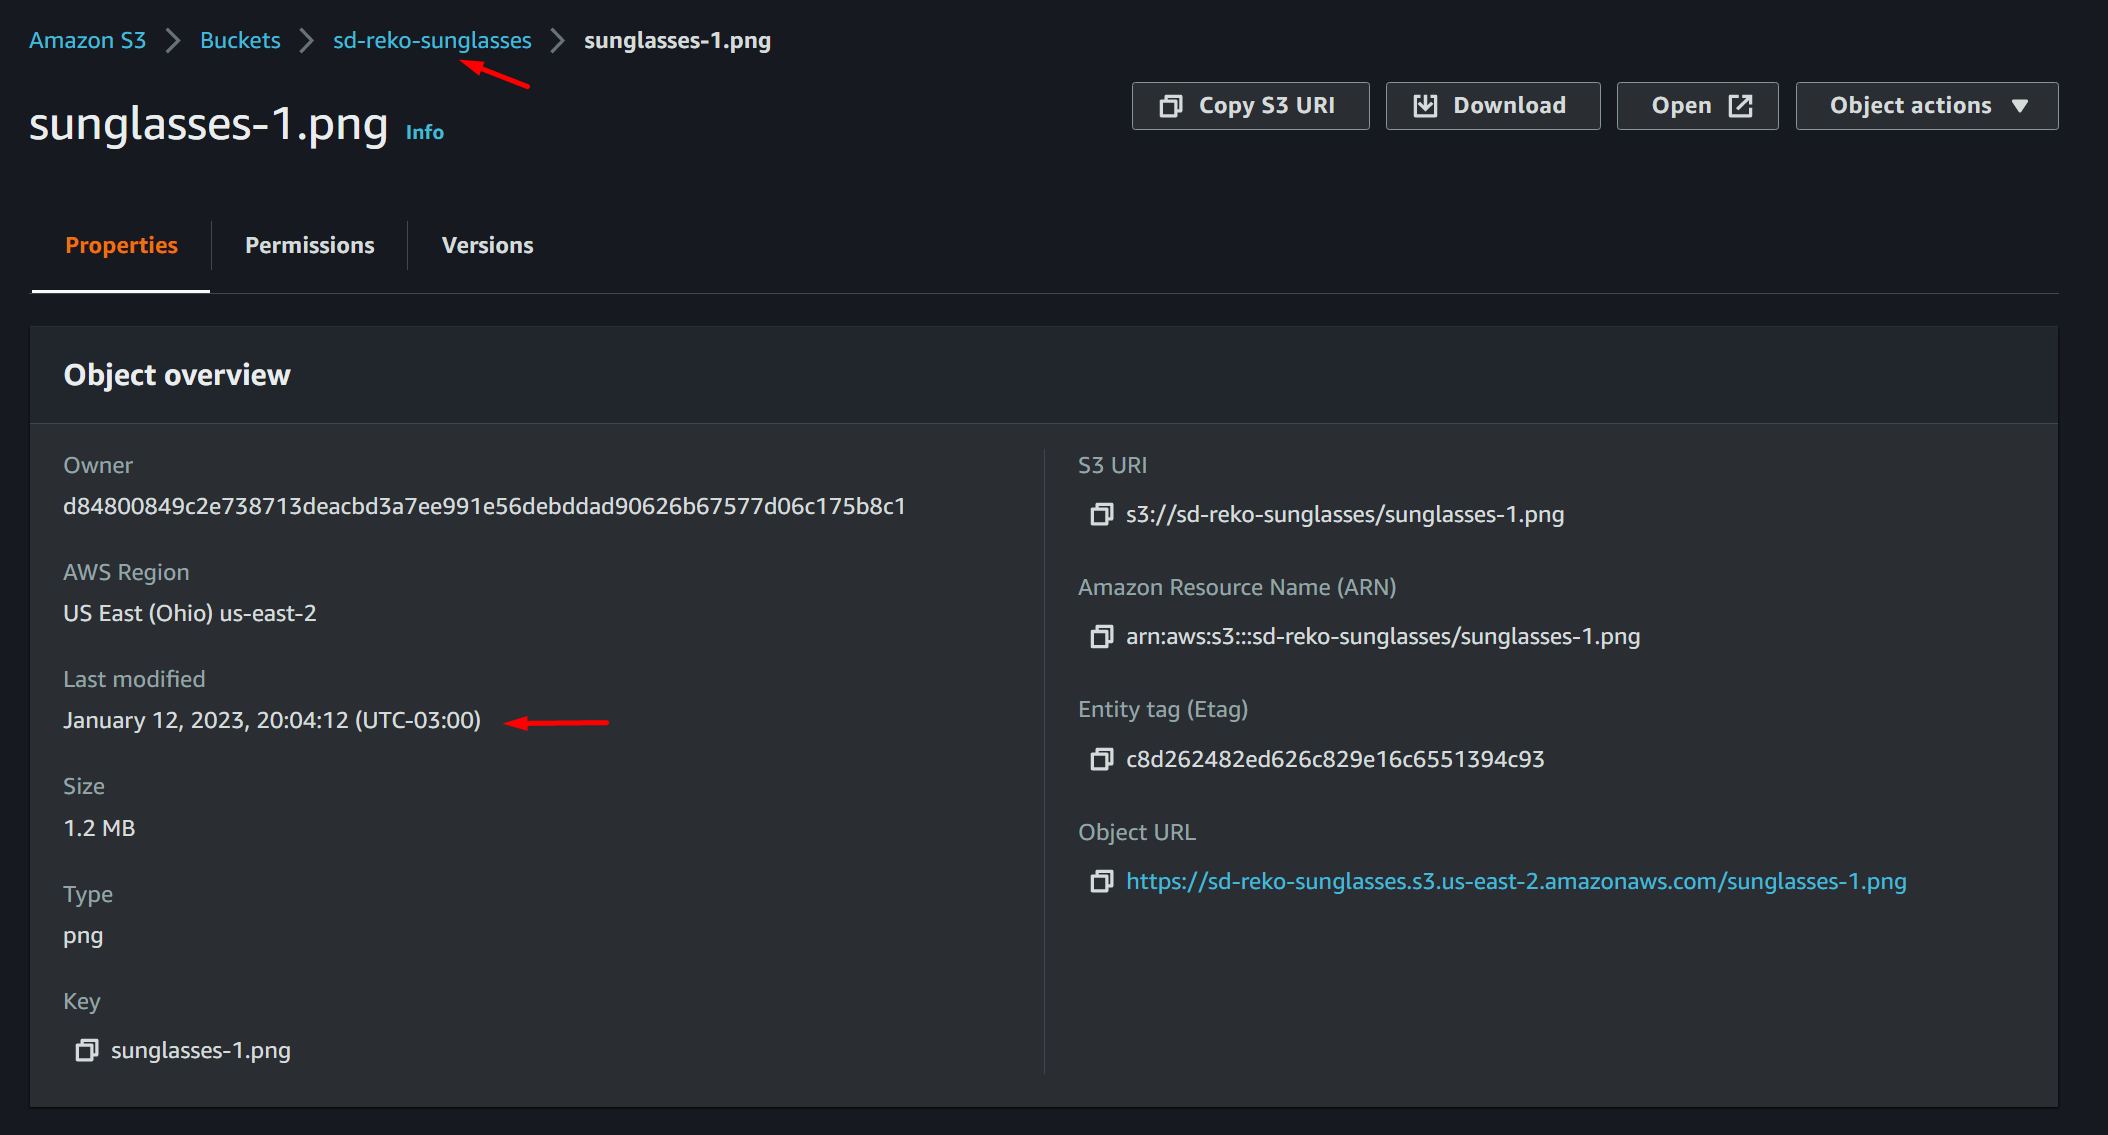 Amazon S3 > Buckets > sd-reko-sunglasses > sunglasses-1.png
sunglasses-1.png Info
Copy S3 URI Download Open Object actions
Properties Permissions Versions
Object overview
Owner
d84800849c2e738713deacbd3a7ee991e56debddad90626b67577d06c175b8c1
AWS Region
US East (Ohio) us-east-2
Last modified
January 12, 2023, 20:04:12 (UTC-03:00)
Size
1.2 MB
Type
png
Key
sunglasses-1.png
S3 URI
s3://sd-reko-sunglasses/sunglasses-1.png
Amazon Resource Name (ARN)
arn:aws:s3:::sd-reko-sunglasses/sunglasses-1.png
Entity tag (Etag)
c8d262482ed626c829e16c6551394c93
Object URL
https://sd-reko-sunglasses.s3.us-east-2.amazonaws.com/sunglasses-1.png